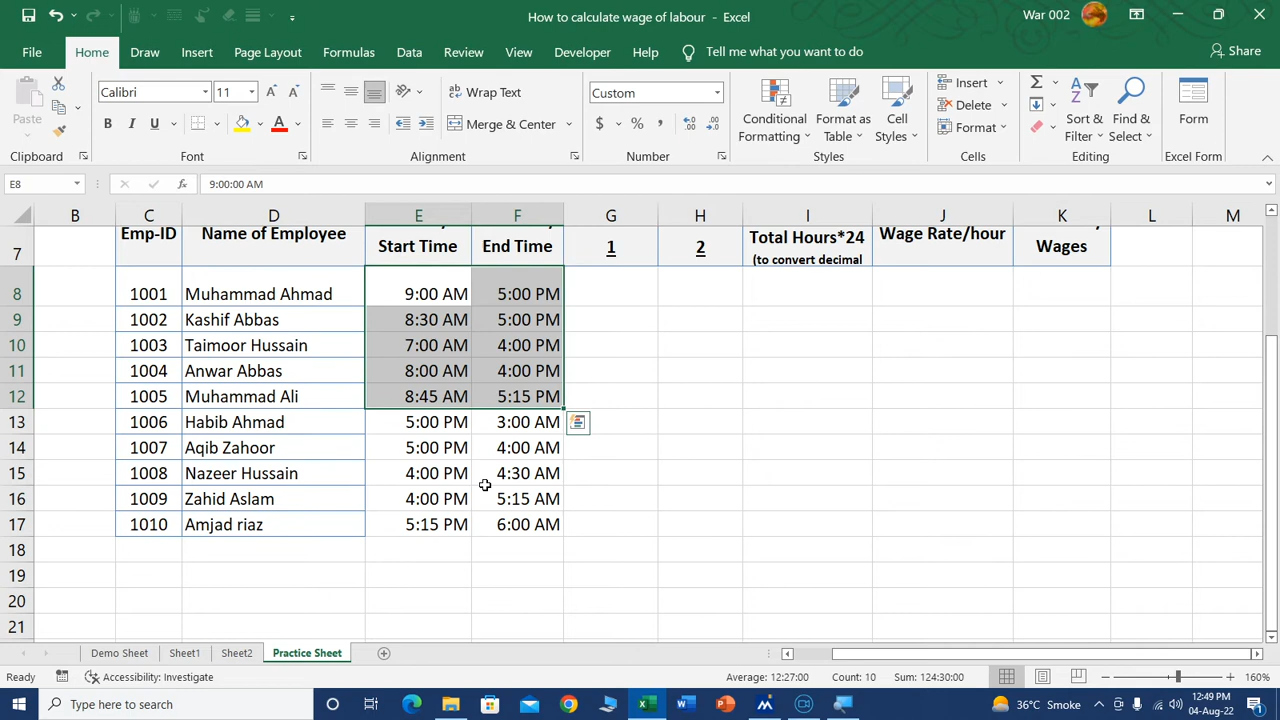 How to calculate wage of labour - Excel
War 002
File Home Draw Insert Page Layout Formulas Data Review View Developer Help Tell me what you want to do Share
Paste
Clipboard
Calibri 11
B I U
A
Font
Wrap Text
Merge & Center
Alignment
Custom
$ % ,
Number
Conditional Formatting
Format as Table
Cell Styles
Styles
Insert
Delete
Format
Cells
Sort & Filter
Find & Select
Editing
Form
Excel Form
E8 fx 9:00:00 AM
B C D E F G H I J K L M
7 Emp-ID Name of Employee Start Time End Time 1 2 Total Hours*24 (to convert decimal Wage Rate/hour Wages
8 1001 Muhammad Ahmad 9:00 AM 5:00 PM
9 1002 Kashif Abbas 8:30 AM 5:00 PM
10 1003 Taimoor Hussain 7:00 AM 4:00 PM
11 1004 Anwar Abbas 8:00 AM 4:00 PM
12 1005 Muhammad Ali 8:45 AM 5:15 PM
13 1006 Habib Ahmad 5:00 PM 3:00 AM
14 1007 Aqib Zahoor 5:00 PM 4:00 AM
15 1008 Nazeer Hussain 4:00 PM 4:30 AM
16 1009 Zahid Aslam 4:00 PM 5:15 AM
17 1010 Amjad riaz 5:15 PM 6:00 AM
18
19
20
21
Demo Sheet Sheet1 Sheet2 Practice Sheet
Ready Accessibility: Investigate Average: 12:27:00 Count: 10 Sum: 124:30:00 160%
Type here to search 36°C Smoke 12:49 PM
04-Aug-22